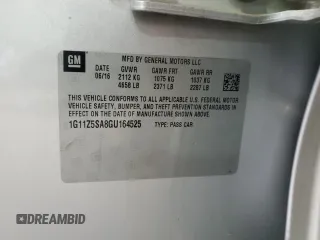 GM
MFD BY GENERAL MOTORS LLC
DATE GVWR GAWR FRT GAWR RR
06/16 2112 KG 1075 KG 1037 KG
4656 LB 2371 LB 2287 LB
THIS VEHICLE CONFORMS TO ALL APPLICABLE U.S. FEDERAL MOTOR VEHICLE
SAFETY, BUMPER, AND THEFT PREVENTION STANDARDS
IN EFFECT ON THE DATE OF MANUFACTURE SHOWN ABOVE.
1G11Z5SA8GU164525 TYPE: PASS CAR
DREAMBID